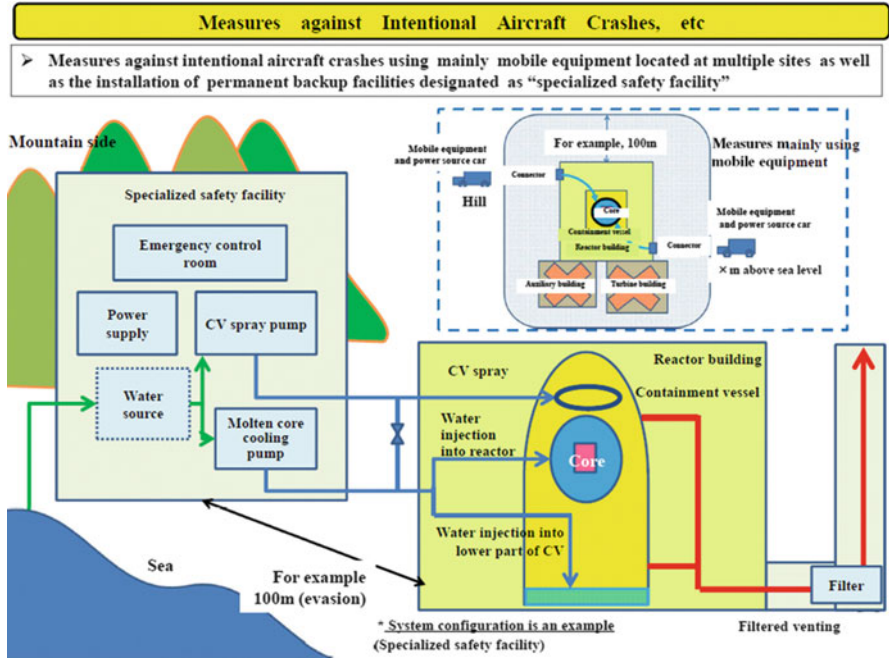 Measures against Intentional Aircraft Crashes, etc
➢ Measures against intentional aircraft crashes using mainly mobile equipment located at multiple sites as well
as the installation of permanent backup facilities designated as “specialized safety facility”
Mountain side
Specialized safety facility
Emergency control
room
Power
supply
CV spray pump
Water
source
Molten core
cooling
pump
Sea
For example
100m (evasion)
For example, 100m
Measures mainly using
mobile equipment
Mobile equipment
and power source car
Connector
Hill
Core
Containment vessel
Reactor building
Mobile equipment
and power source car
Connector
×m above sea level
Auxiliary building
Turbine building
CV spray
Reactor building
Containment vessel
Water
injection
into reactor
Core
Water injection into
lower part of CV
Filter
Filtered venting
* System configuration is an example
(Specialized safety facility)